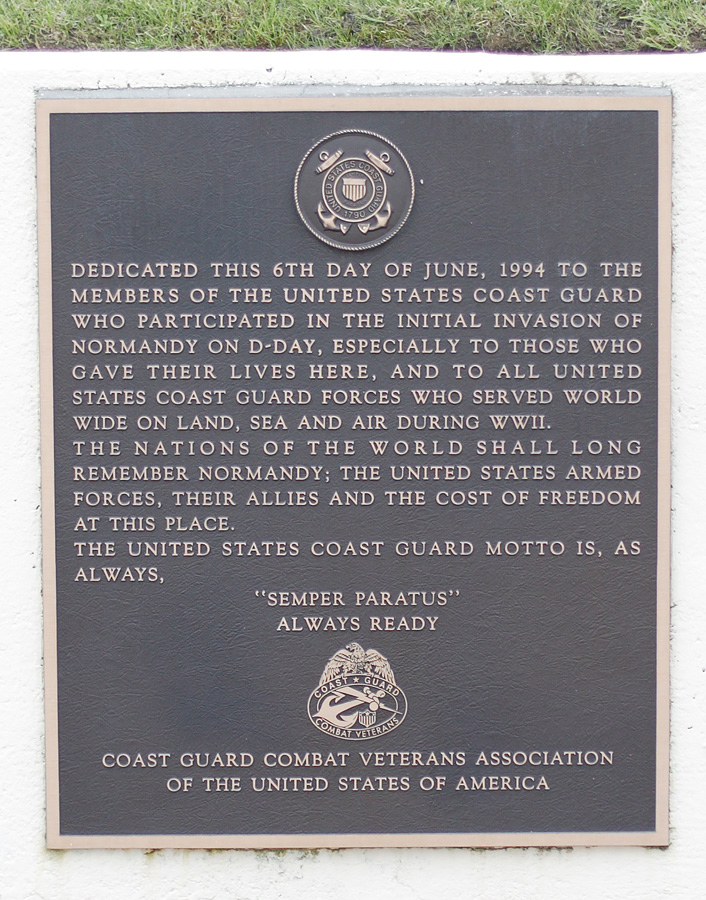 UNITED STATES COAST GUARD
1790
DEDICATED THIS 6TH DAY OF JUNE, 1994 TO THE
MEMBERS OF THE UNITED STATES COAST GUARD
WHO PARTICIPATED IN THE INITIAL INVASION OF
NORMANDY ON D-DAY, ESPECIALLY TO THOSE WHO
GAVE THEIR LIVES HERE, AND TO ALL UNITED
STATES COAST GUARD FORCES WHO SERVED WORLD
WIDE ON LAND, SEA AND AIR DURING WWII.
THE NATIONS OF THE WORLD SHALL LONG
REMEMBER NORMANDY; THE UNITED STATES ARMED
FORCES, THEIR ALLIES AND THE COST OF FREEDOM
AT THIS PLACE.
THE UNITED STATES COAST GUARD MOTTO IS, AS
ALWAYS,
"SEMPER PARATUS"
ALWAYS READY
COAST ★ GUARD
COMBAT VETERANS
COAST GUARD COMBAT VETERANS ASSOCIATION
OF THE UNITED STATES OF AMERICA